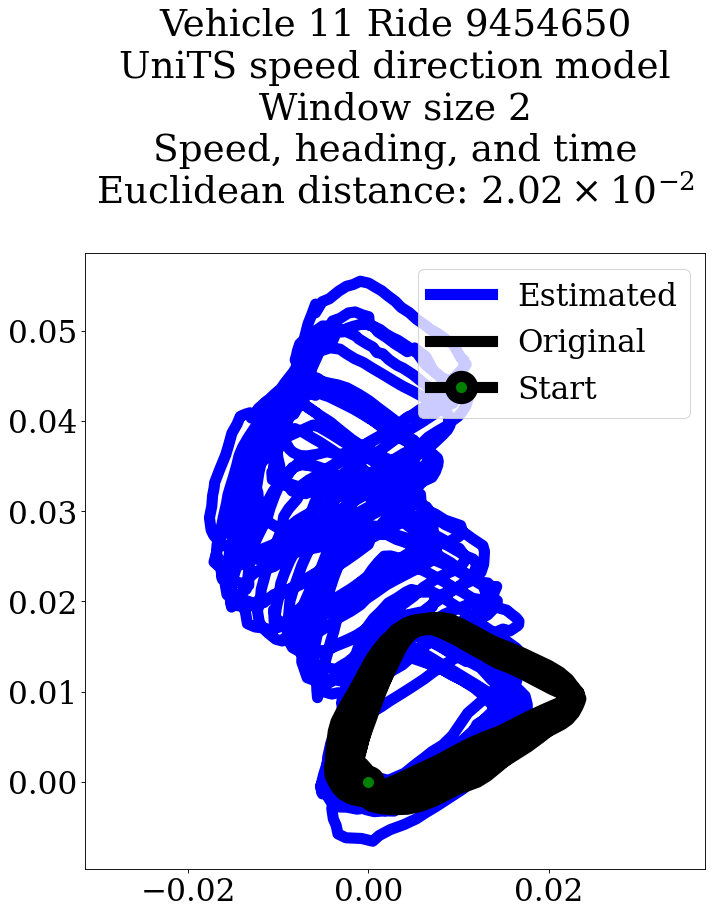 Vehicle 11 Ride 9454650
UniTS speed direction model
Window size 2
Speed, heading, and time
Euclidean distance: 2.02 × 10⁻²
Estimated
Original
Start
0.05
0.04
0.03
0.02
0.01
0.00
−0.02 0.00 0.02